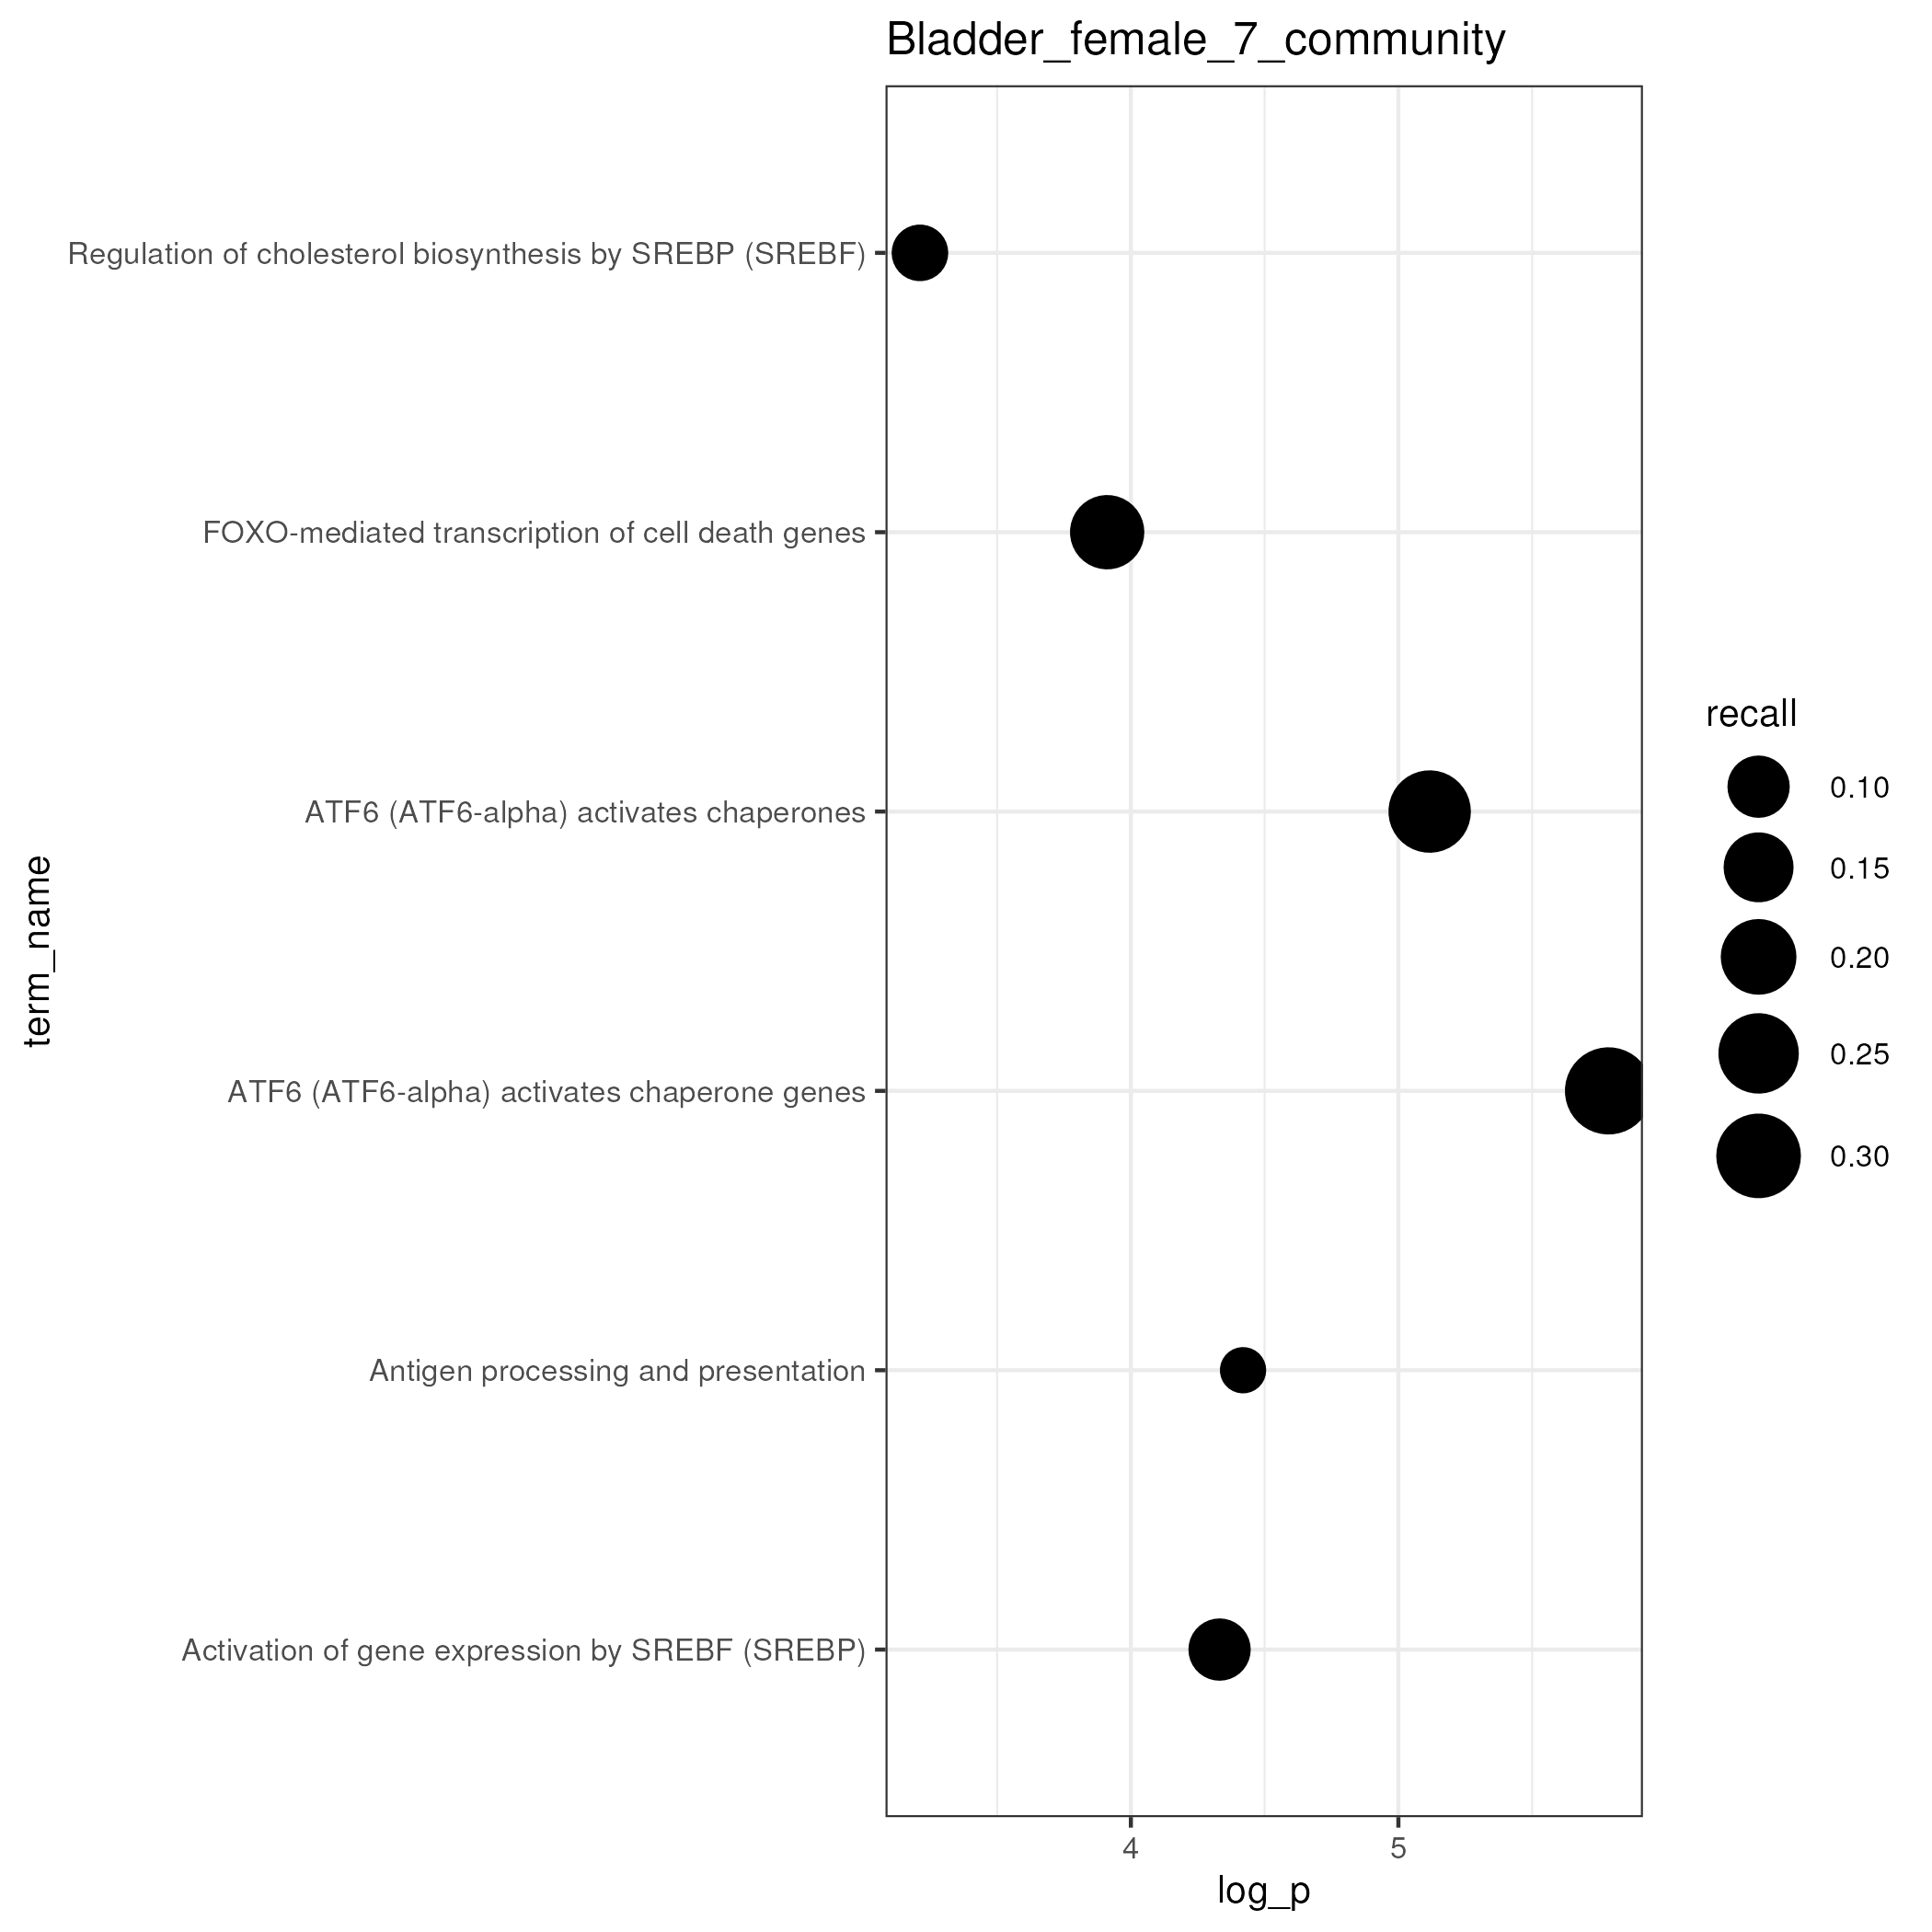 Bladder_female_7_community
Regulation of cholesterol biosynthesis by SREBP (SREBF)
FOXO-mediated transcription of cell death genes
ATF6 (ATF6-alpha) activates chaperones
ATF6 (ATF6-alpha) activates chaperone genes
Antigen processing and presentation
Activation of gene expression by SREBF (SREBP)
term_name
4
5
log_p
recall
0.10
0.15
0.20
0.25
0.30